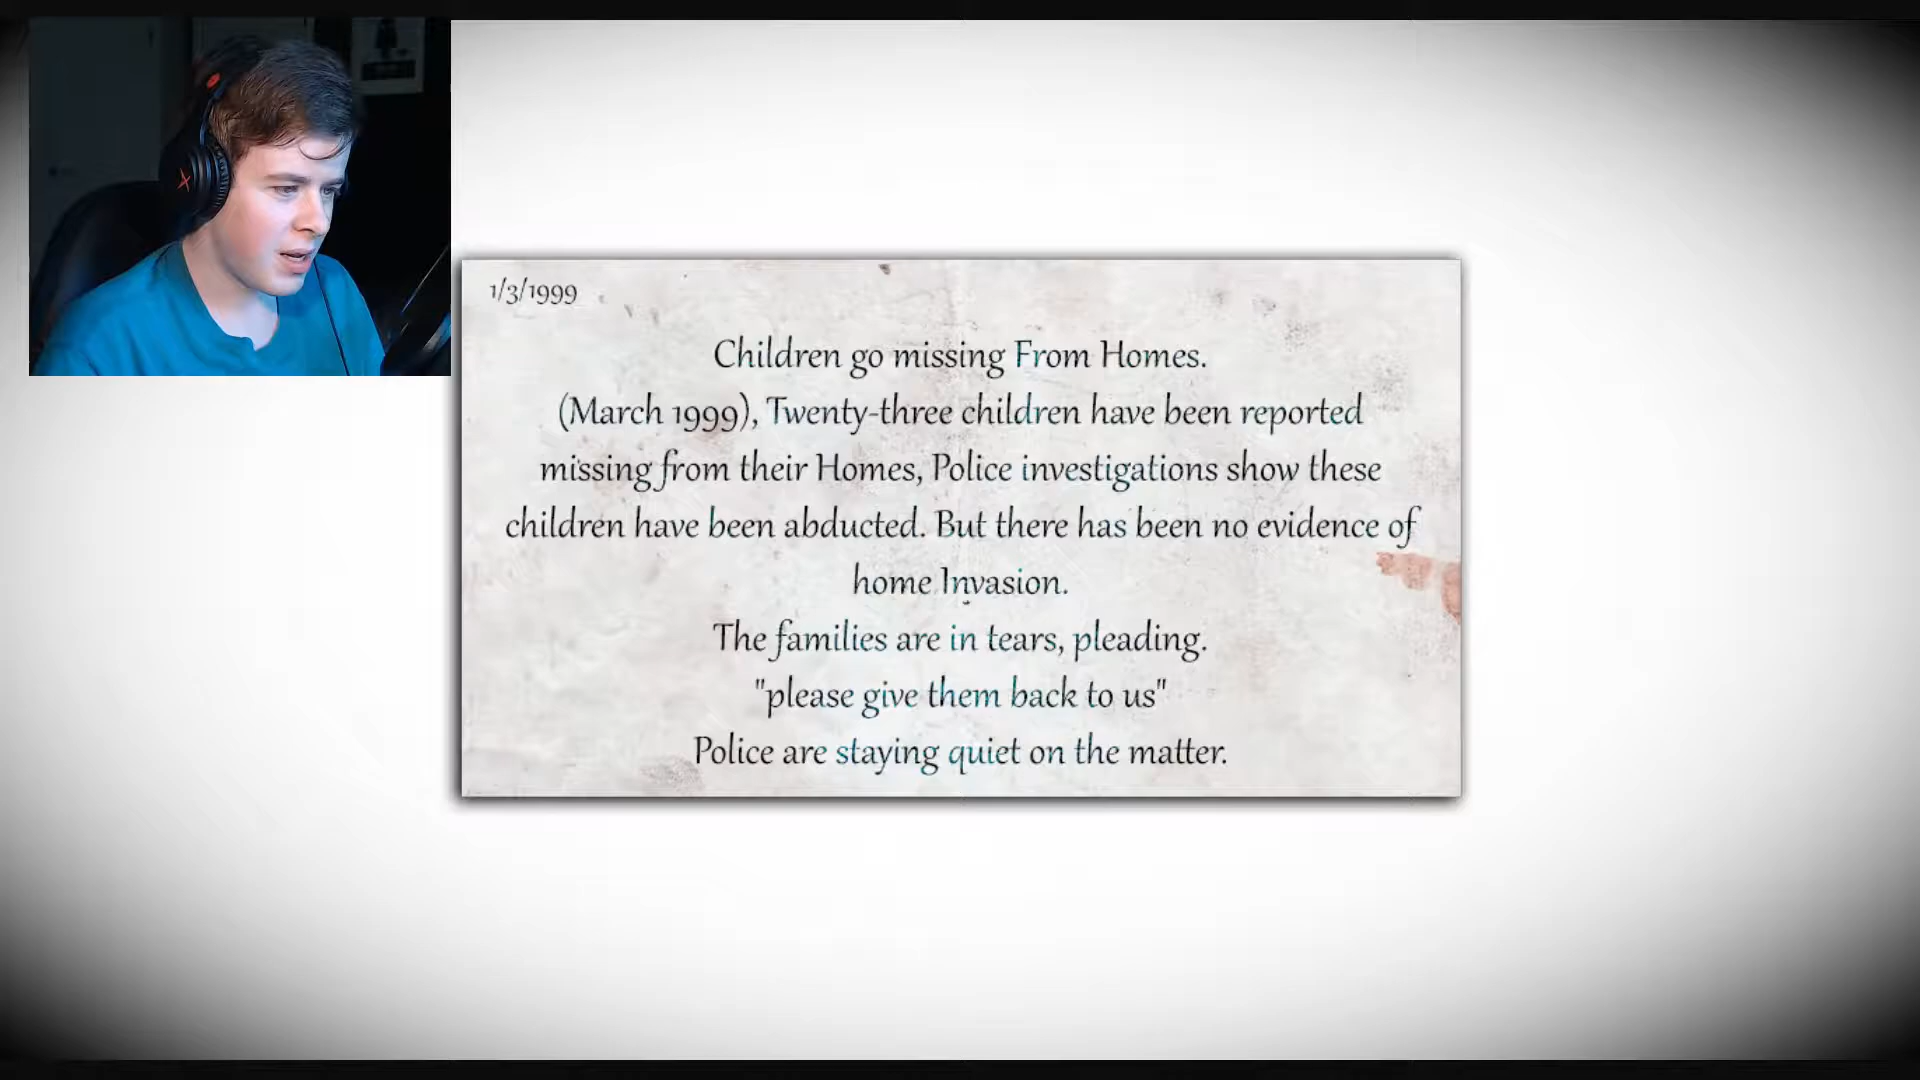 1/3/1999
Children go missing From Homes.
(March 1999), Twenty-three children have been reported
missing from their Homes, Police investigations show these
children have been abducted. But there has been no evidence of
home Invasion.
The families are in tears, pleading.
"please give them back to us"
Police are staying quiet on the matter.